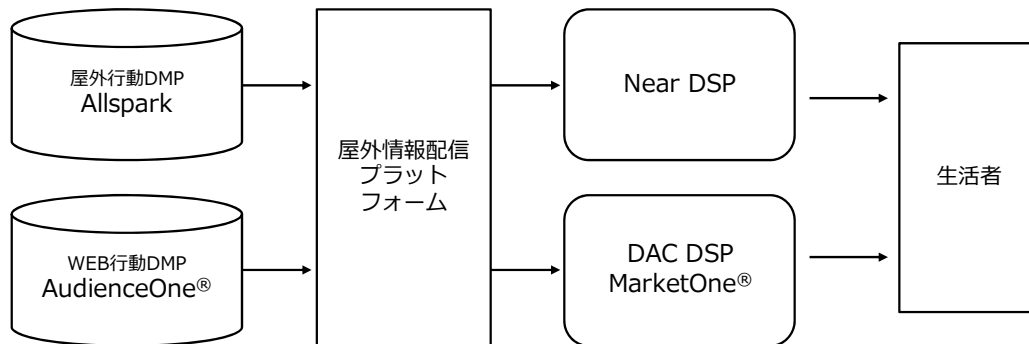 屋外行動DMP
Allspark
WEB行動DMP
AudienceOne®
屋外情報配信
プラット
フォーム
Near DSP
DAC DSP
MarketOne®
生活者